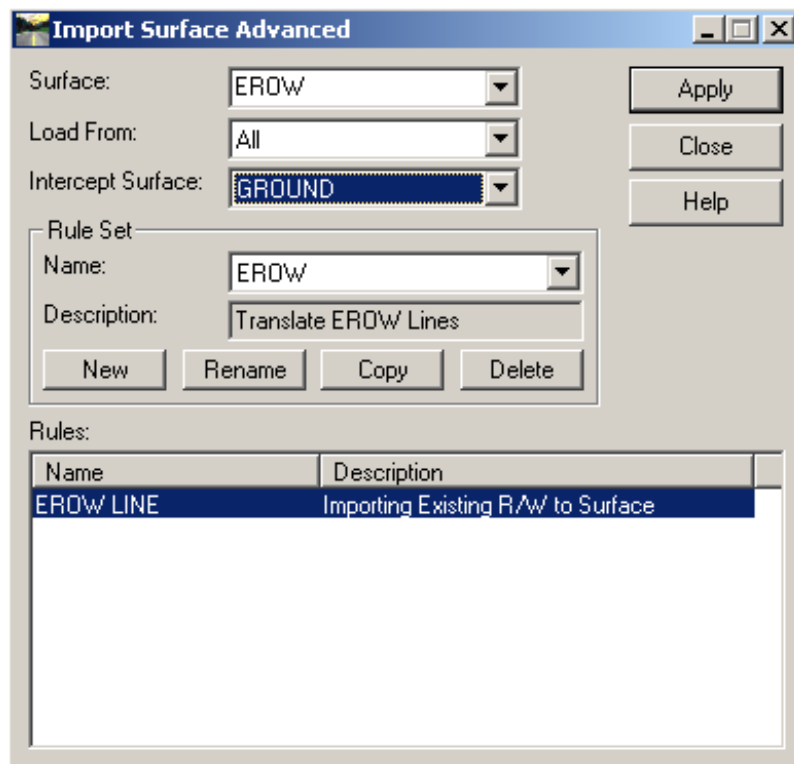 Import Surface Advanced
Surface: EROW
Apply
Load From: All
Close
Intercept Surface: GROUND
Help
Rule Set
Name: EROW
Description: Translate EROW Lines
New Rename Copy Delete
Rules:
Name Description
EROW LINE Importing Existing R/W to Surface